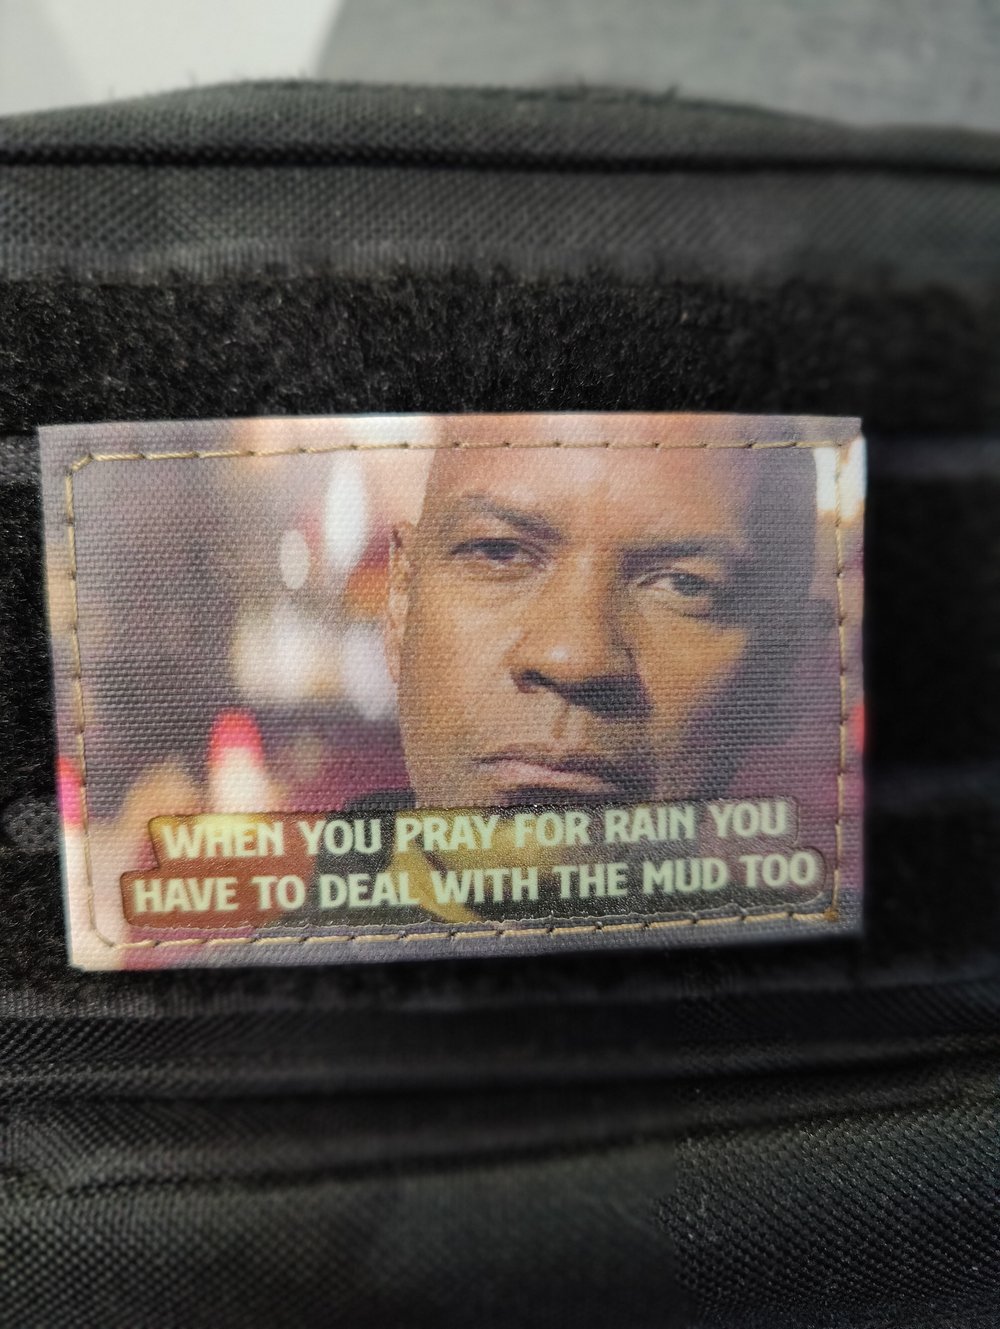 WHEN YOU PRAY FOR RAIN YOU
HAVE TO DEAL WITH THE MUD TOO